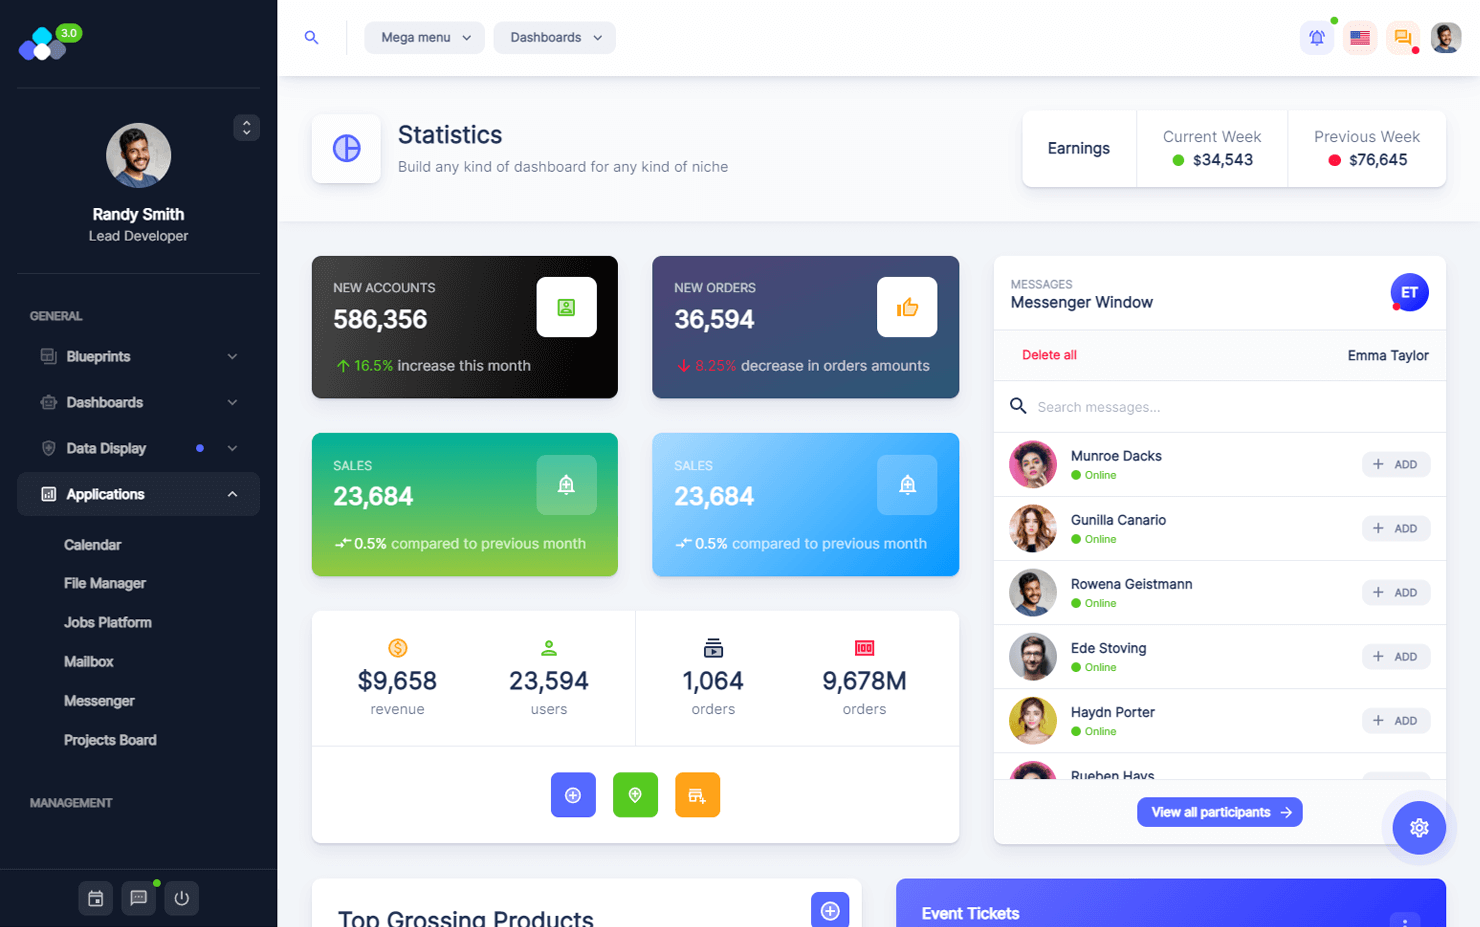 3.0
Randy Smith
Lead Developer
GENERAL
Blueprints
Dashboards
Data Display
Applications
Calendar
File Manager
Jobs Platform
Mailbox
Messenger
Projects Board
MANAGEMENT
Mega menu
Dashboards
Statistics
Build any kind of dashboard for any kind of niche
Earnings
Current Week
$34,543
Previous Week
$76,645
NEW ACCOUNTS
586,356
16.5% increase this month
NEW ORDERS
36,594
8.25% decrease in orders amounts
SALES
23,684
0.5% compared to previous month
SALES
23,684
0.5% compared to previous month
$9,658
revenue
23,594
users
1,064
orders
9,678M
orders
MESSAGES
Messenger Window
ET
Delete all
Emma Taylor
Search messages...
Munroe Dacks
Online
ADD
Gunilla Canario
Online
ADD
Rowena Geistmann
Online
ADD
Ede Stoving
Online
ADD
Haydn Porter
Online
ADD
Rueben Hays
View all participants
Top Grossing Products
Event Tickets